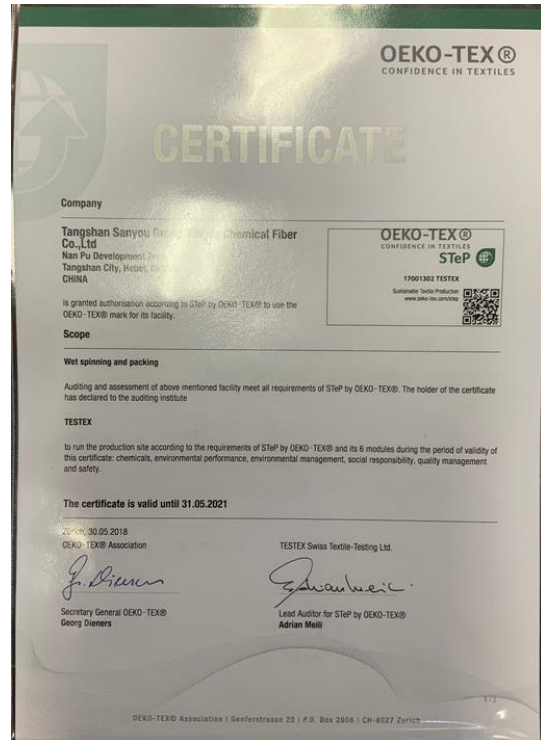 OEKO-TEX®
CONFIDENCE IN TEXTILES
CERTIFICATE
Company
Tangshan Sanyou Chemical Fiber
Co.,Ltd
Nan Pu Development
Tangshan City, Hebei,
CHINA
is granted authorisation according to STeP by OEKO-TEX® to use the
OEKO-TEX® mark for its facility.
OEKO-TEX®
CONFIDENCE IN TEXTILES
STeP
17001302 TESTEX
Sustainable Textile Production
www.oeko-tex.com/step
Scope
Wet spinning and packing
Auditing and assessment of above mentioned facility meet all requirements of STeP by OEKO-TEX®. The holder of the certificate
has declared to the auditing institute
TESTEX
to run the production site according to the requirements of STeP by OEKO-TEX® and its 6 modules during the period of validity of
this certificate: chemicals, environmental performance, environmental management, social responsibility, quality management
and safety.
The certificate is valid until 31.05.2021
Zürich, 30.05.2018
OEKO-TEX® Association
TESTEX Swiss Textile-Testing Ltd.
Secretary General OEKO-TEX®
Georg Dieners
Lead Auditor for STeP by OEKO-TEX®
Adrian Meili
1-2
OEKO-TEX® Association | Genferstrasse 23 | P.O. Box 2006 | CH-8027 Zurich